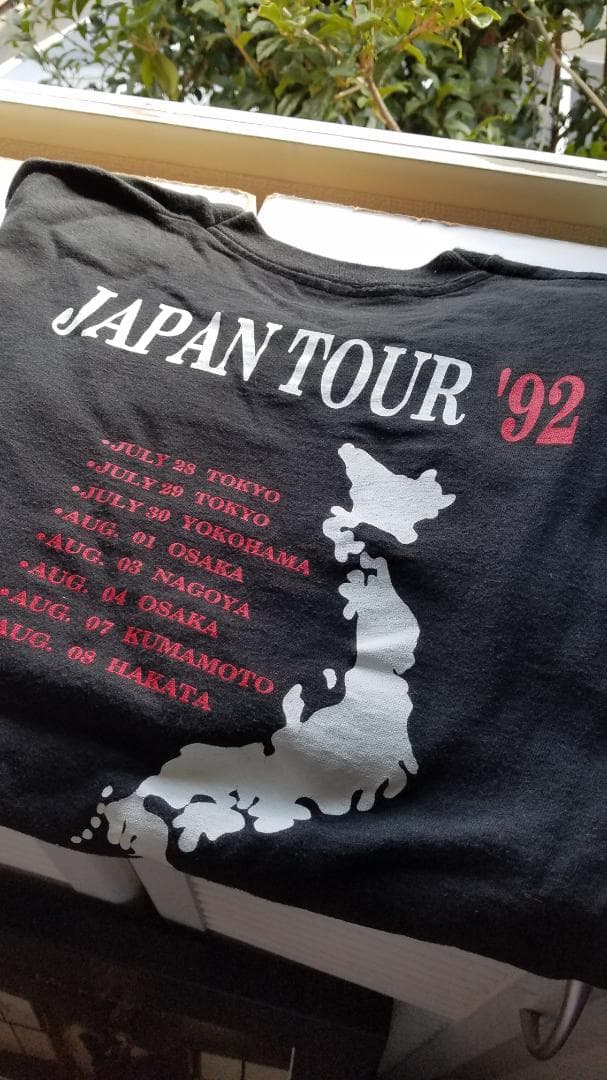 JAPAN TOUR '92
•JULY 28 TOKYO
•JULY 29 TOKYO
•JULY 30 YOKOHAMA
•AUG. 01 OSAKA
•AUG. 03 NAGOYA
•AUG. 04 OSAKA
•AUG. 07 KUMAMOTO
AUG. 08 HAKATA